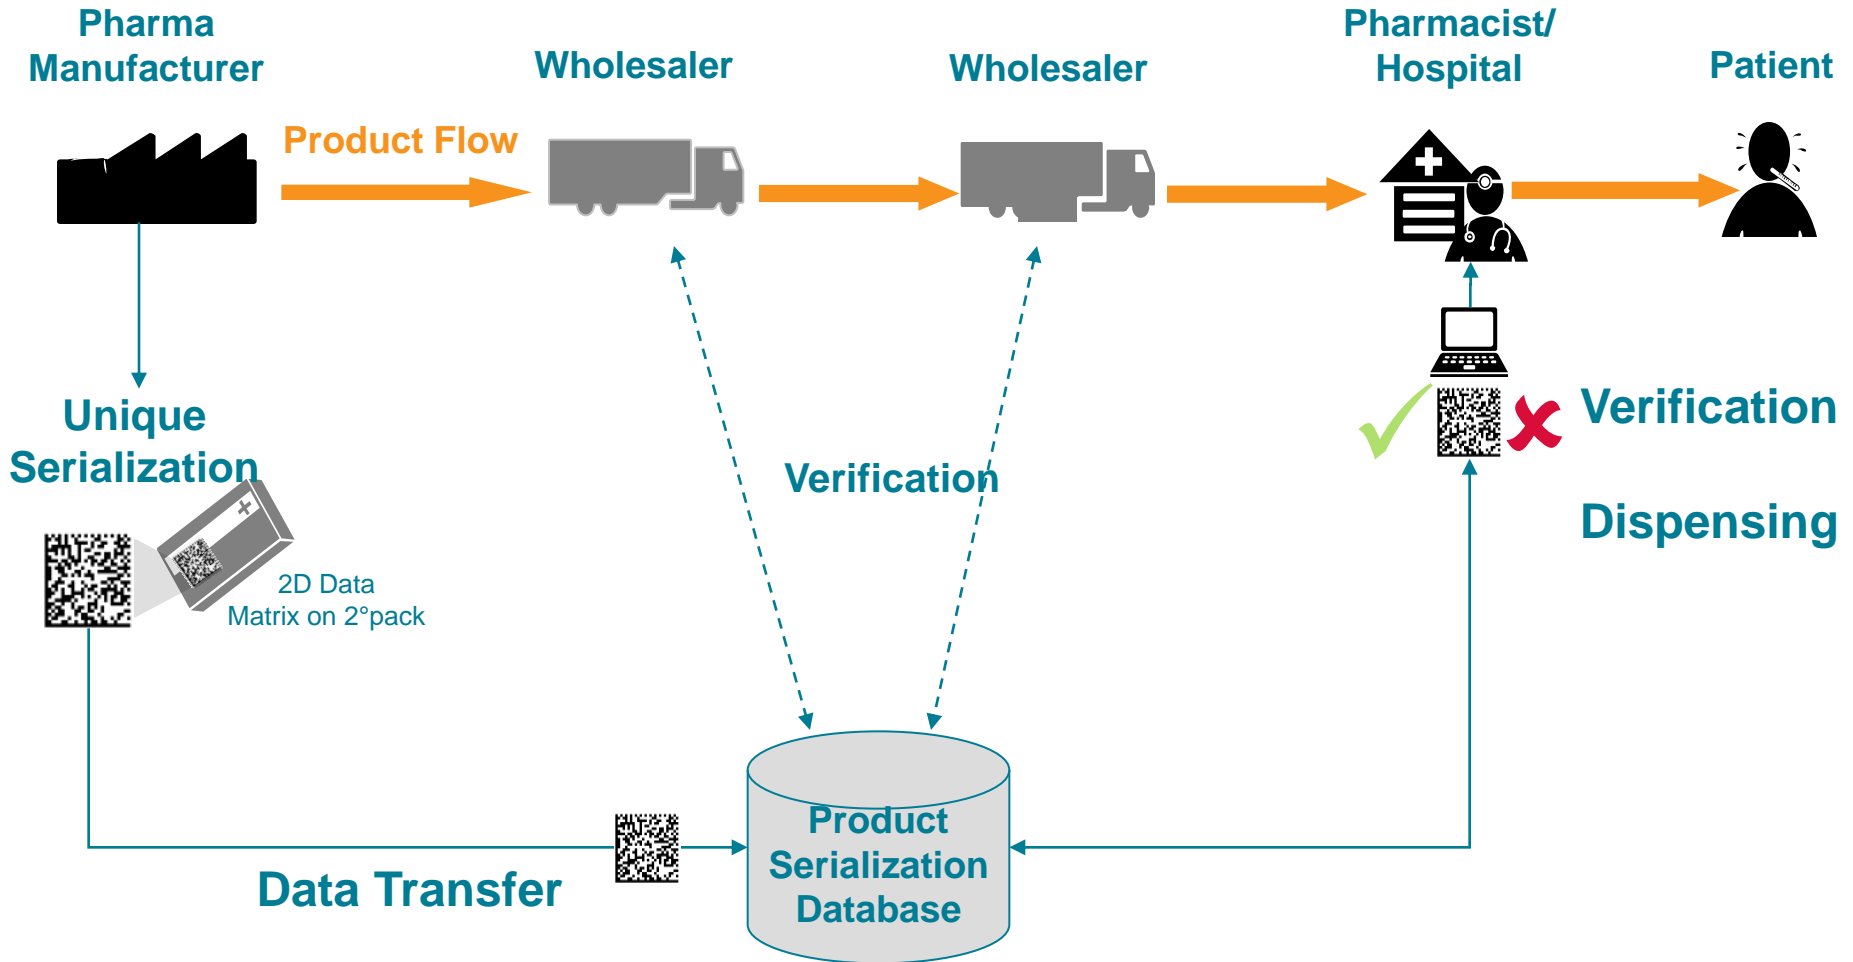 Pharma
Manufacturer
Wholesaler
Wholesaler
Pharmacist/
Hospital
Patient
Product Flow
Unique
Serialization
2D Data
Matrix on 2°pack
Verification
Verification
Dispensing
Data Transfer
Product
Serialization
Database